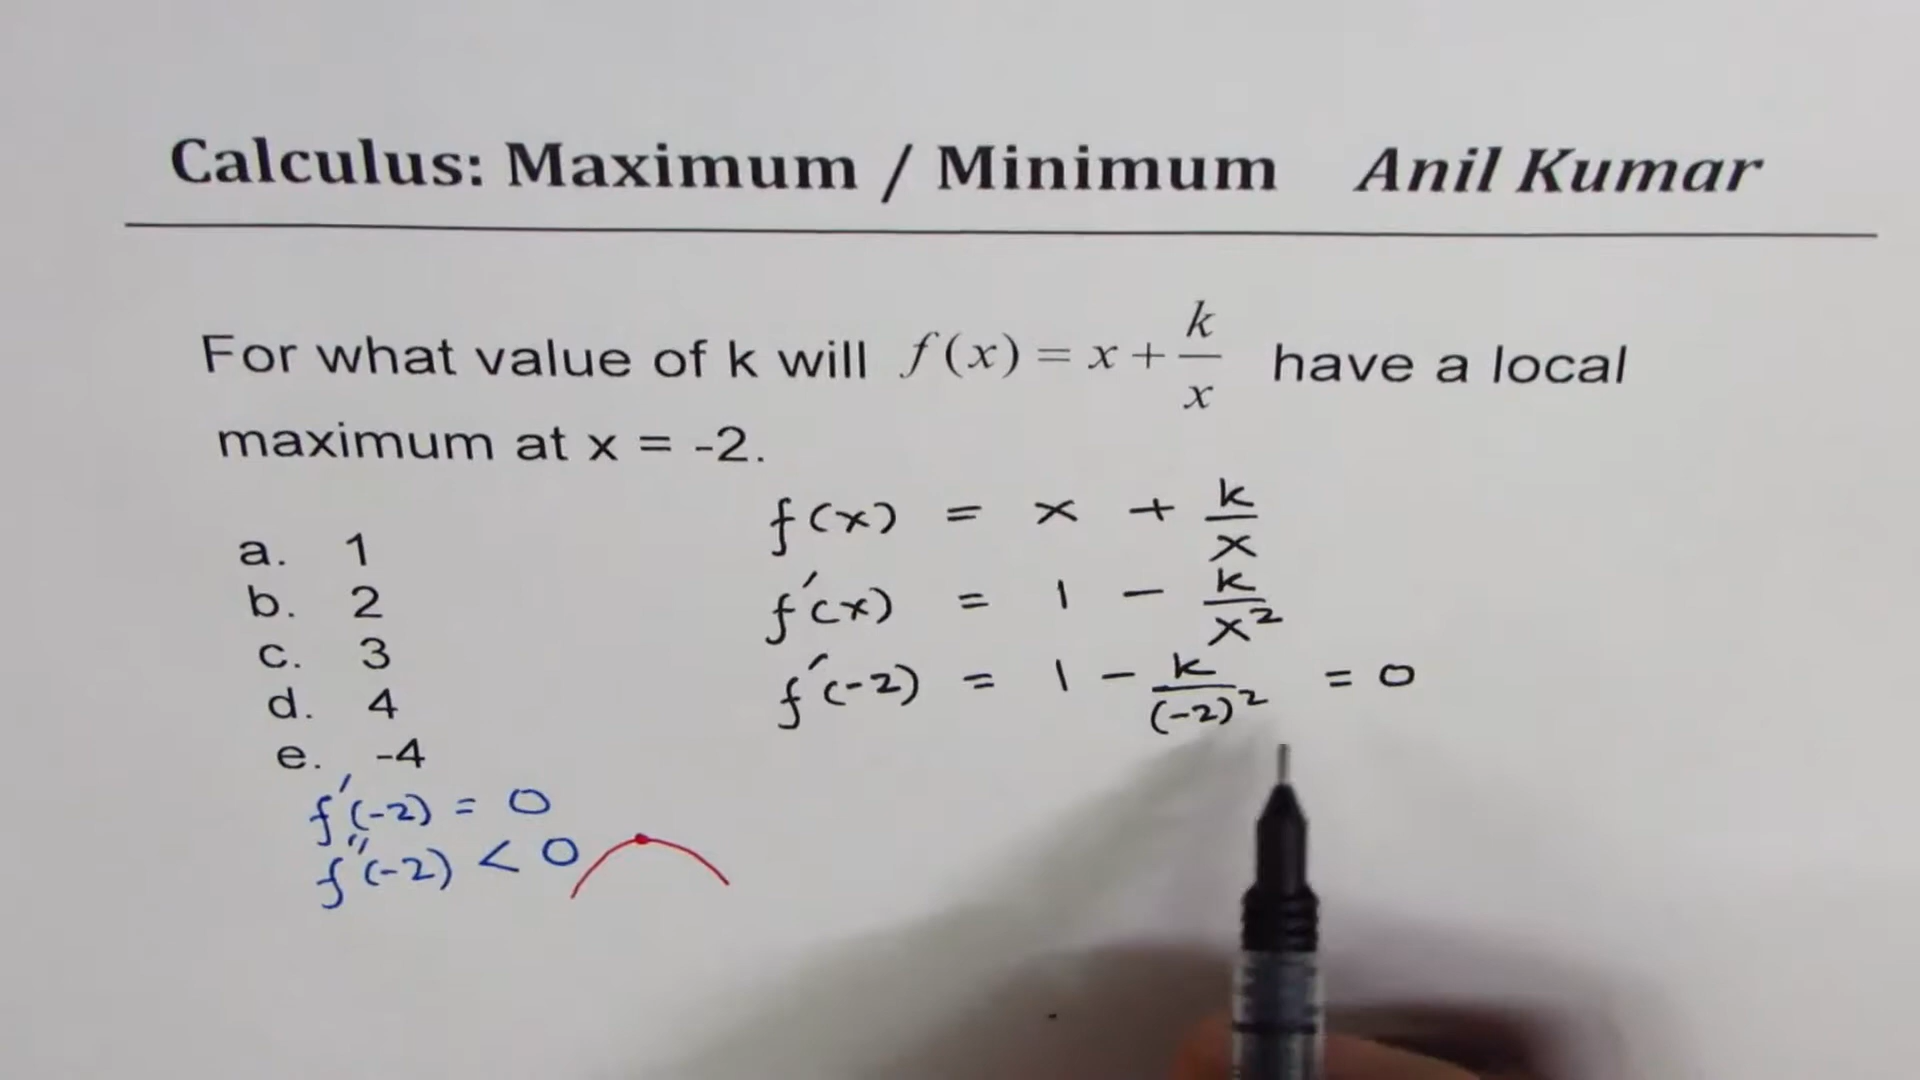 Calculus: Maximum / Minimum Anil Kumar
For what value of k will f(x) = x + k/x have a local
maximum at x = -2.
a. 1
b. 2
c. 3
d. 4
e. -4
f(x) = x + k/x
f'(x) = 1 - k/x²
f'(-2) = 1 - k/(-2)² = 0
f'(-2) = 0
f''(-2) < 0